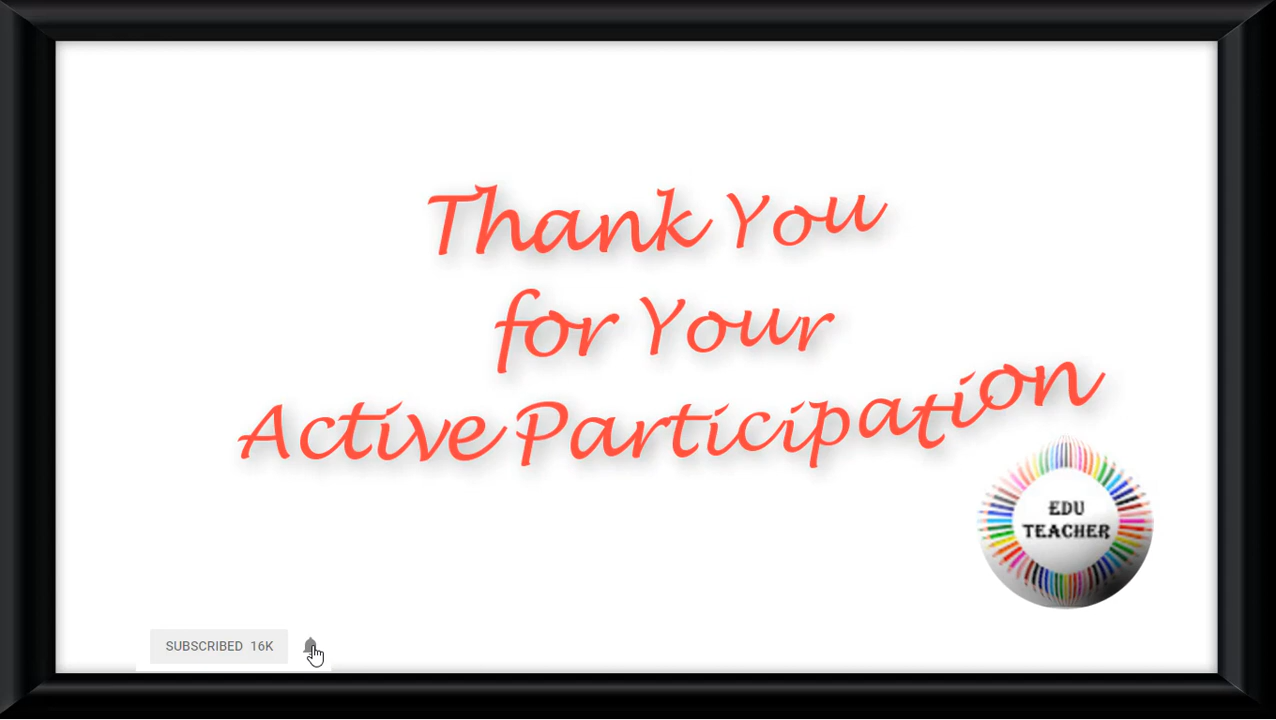 Thank You
for Your
Active Participation
EDU
TEACHER
SUBSCRIBED 16K